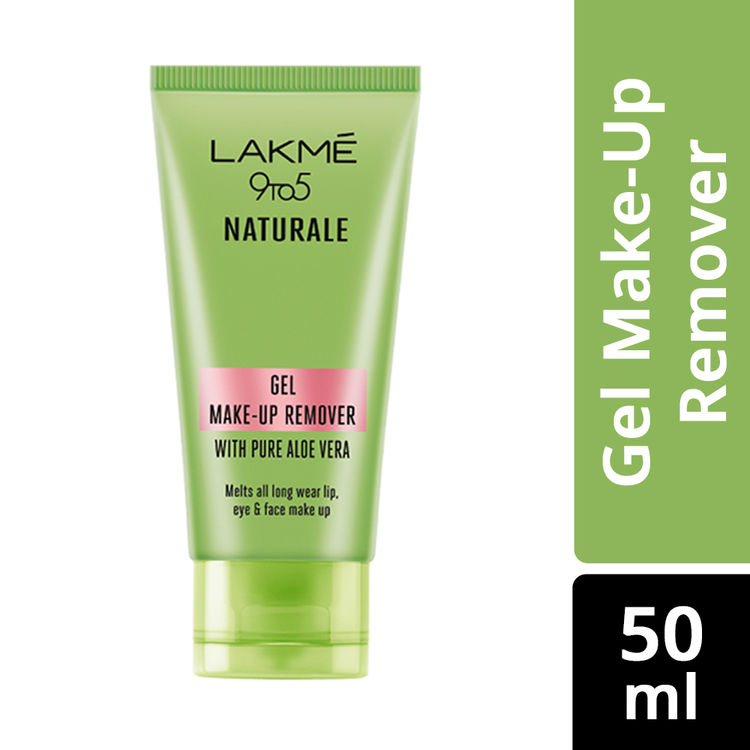 LAKMÉ
9TO5
NATURALE
GEL
MAKE-UP REMOVER
WITH PURE ALOE VERA
Melts all long wear lip,
eye & face make up
Gel Make-Up
Remover
50
ml